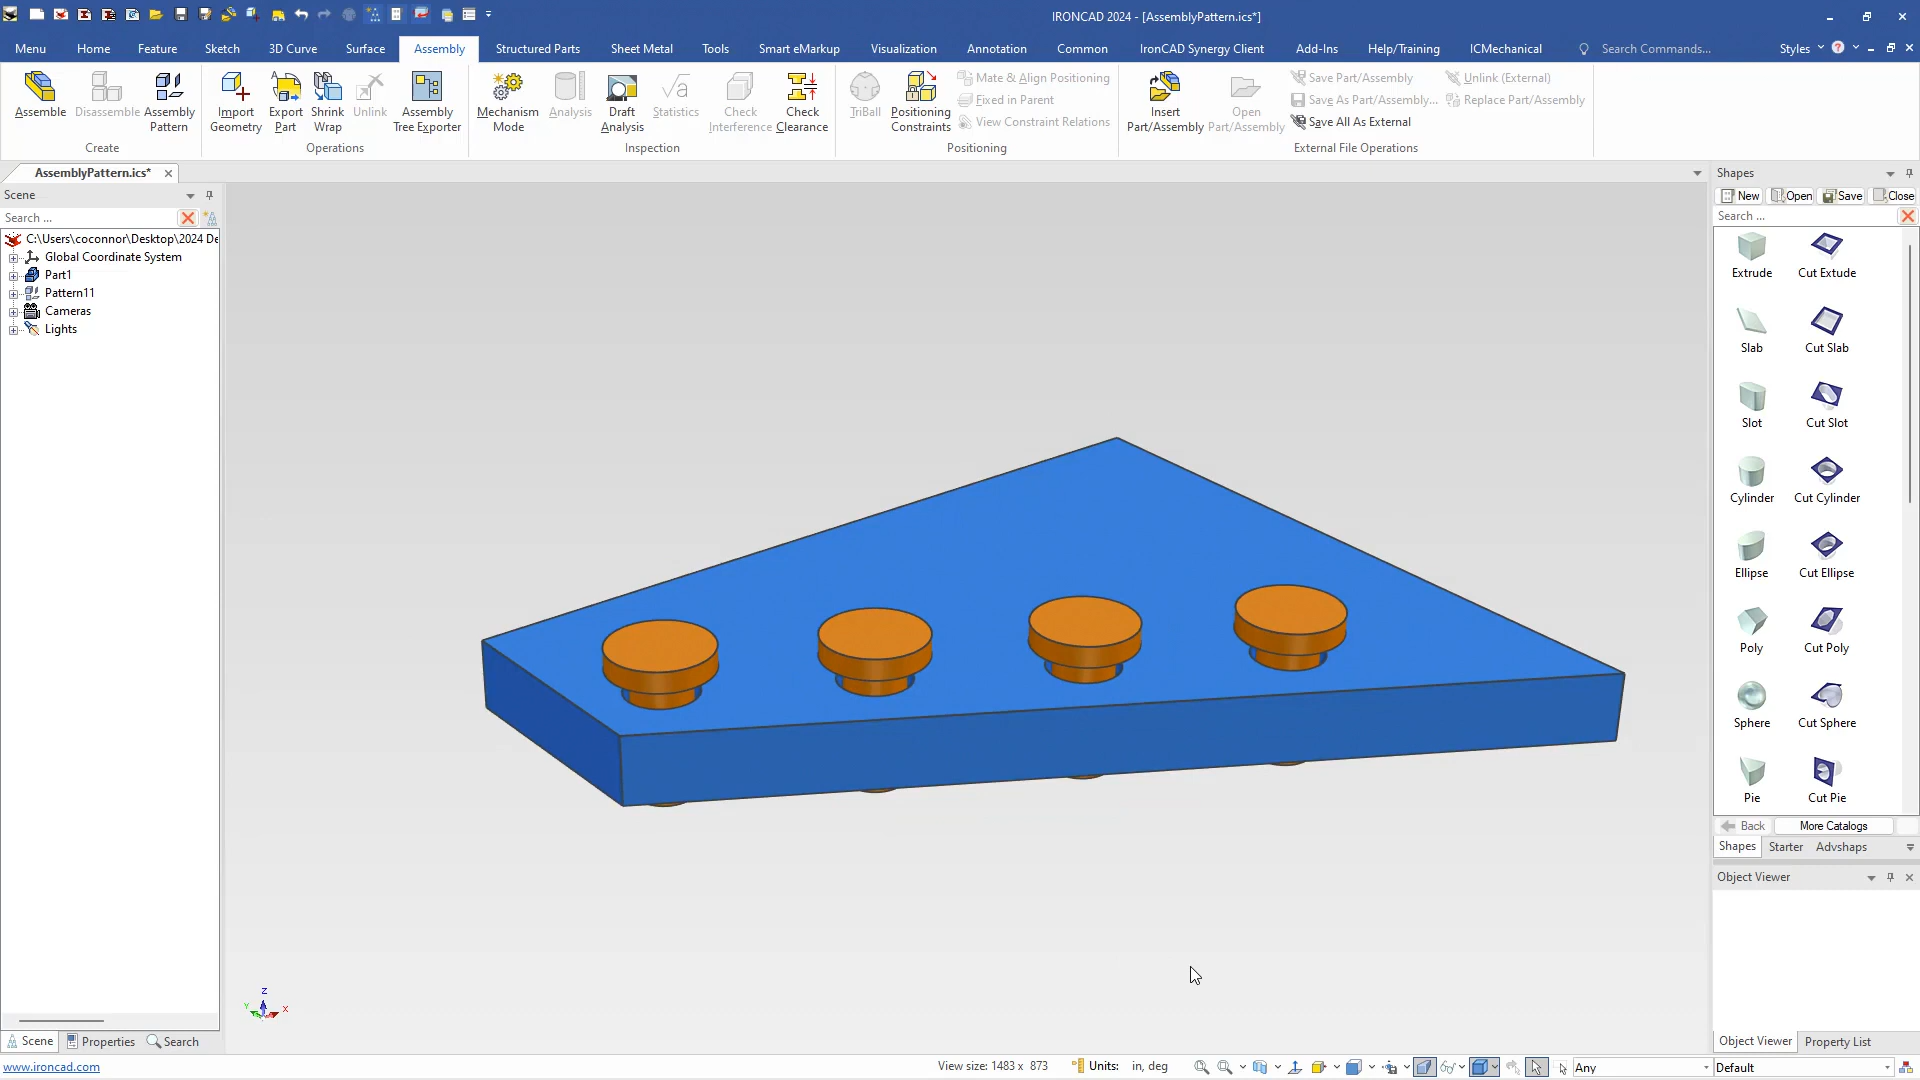 IRONCAD 2024 - [AssemblyPattern.ics*]
Menu Home Feature Sketch 3D Curve Surface Assembly Structured Parts Sheet Metal Tools Smart eMarkup Visualization Annotation Common IronCAD Synergy Client Add-Ins Help/Training ICMechanical Search Commands... Styles
Assemble Disassemble Assembly Pattern
Create
Import Geometry Export Part Shrink Wrap Unlink Assembly Tree Exporter
Operations
Mechanism Mode Analysis Draft Analysis Statistics Check Interference Check Clearance
Inspection
TriBall Positioning Constraints
Mate & Align Positioning
Fixed in Parent
View Constraint Relations
Positioning
Insert Part/Assembly Open Part/Assembly
Save Part/Assembly
Save As Part/Assembly...
Save All As External
Unlink (External)
Replace Part/Assembly
External File Operations
AssemblyPattern.ics*
Scene
Search ...
C:\Users\coconnor\Desktop\2024 De
Global Coordinate System
Part1
Pattern11
Cameras
Lights
Z
Y
X
Scene Properties Search
Shapes
New Open Save Close
Search ...
Extrude Cut Extude
Slab Cut Slab
Slot Cut Slot
Cylinder Cut Cylinder
Ellipse Cut Ellipse
Poly Cut Poly
Sphere Cut Sphere
Pie Cut Pie
Back More Catalogs
Shapes Starter Advshaps
Object Viewer
Object Viewer Property List
www.ironcad.com
View size: 1483 x 873 Units: in, deg Any Default